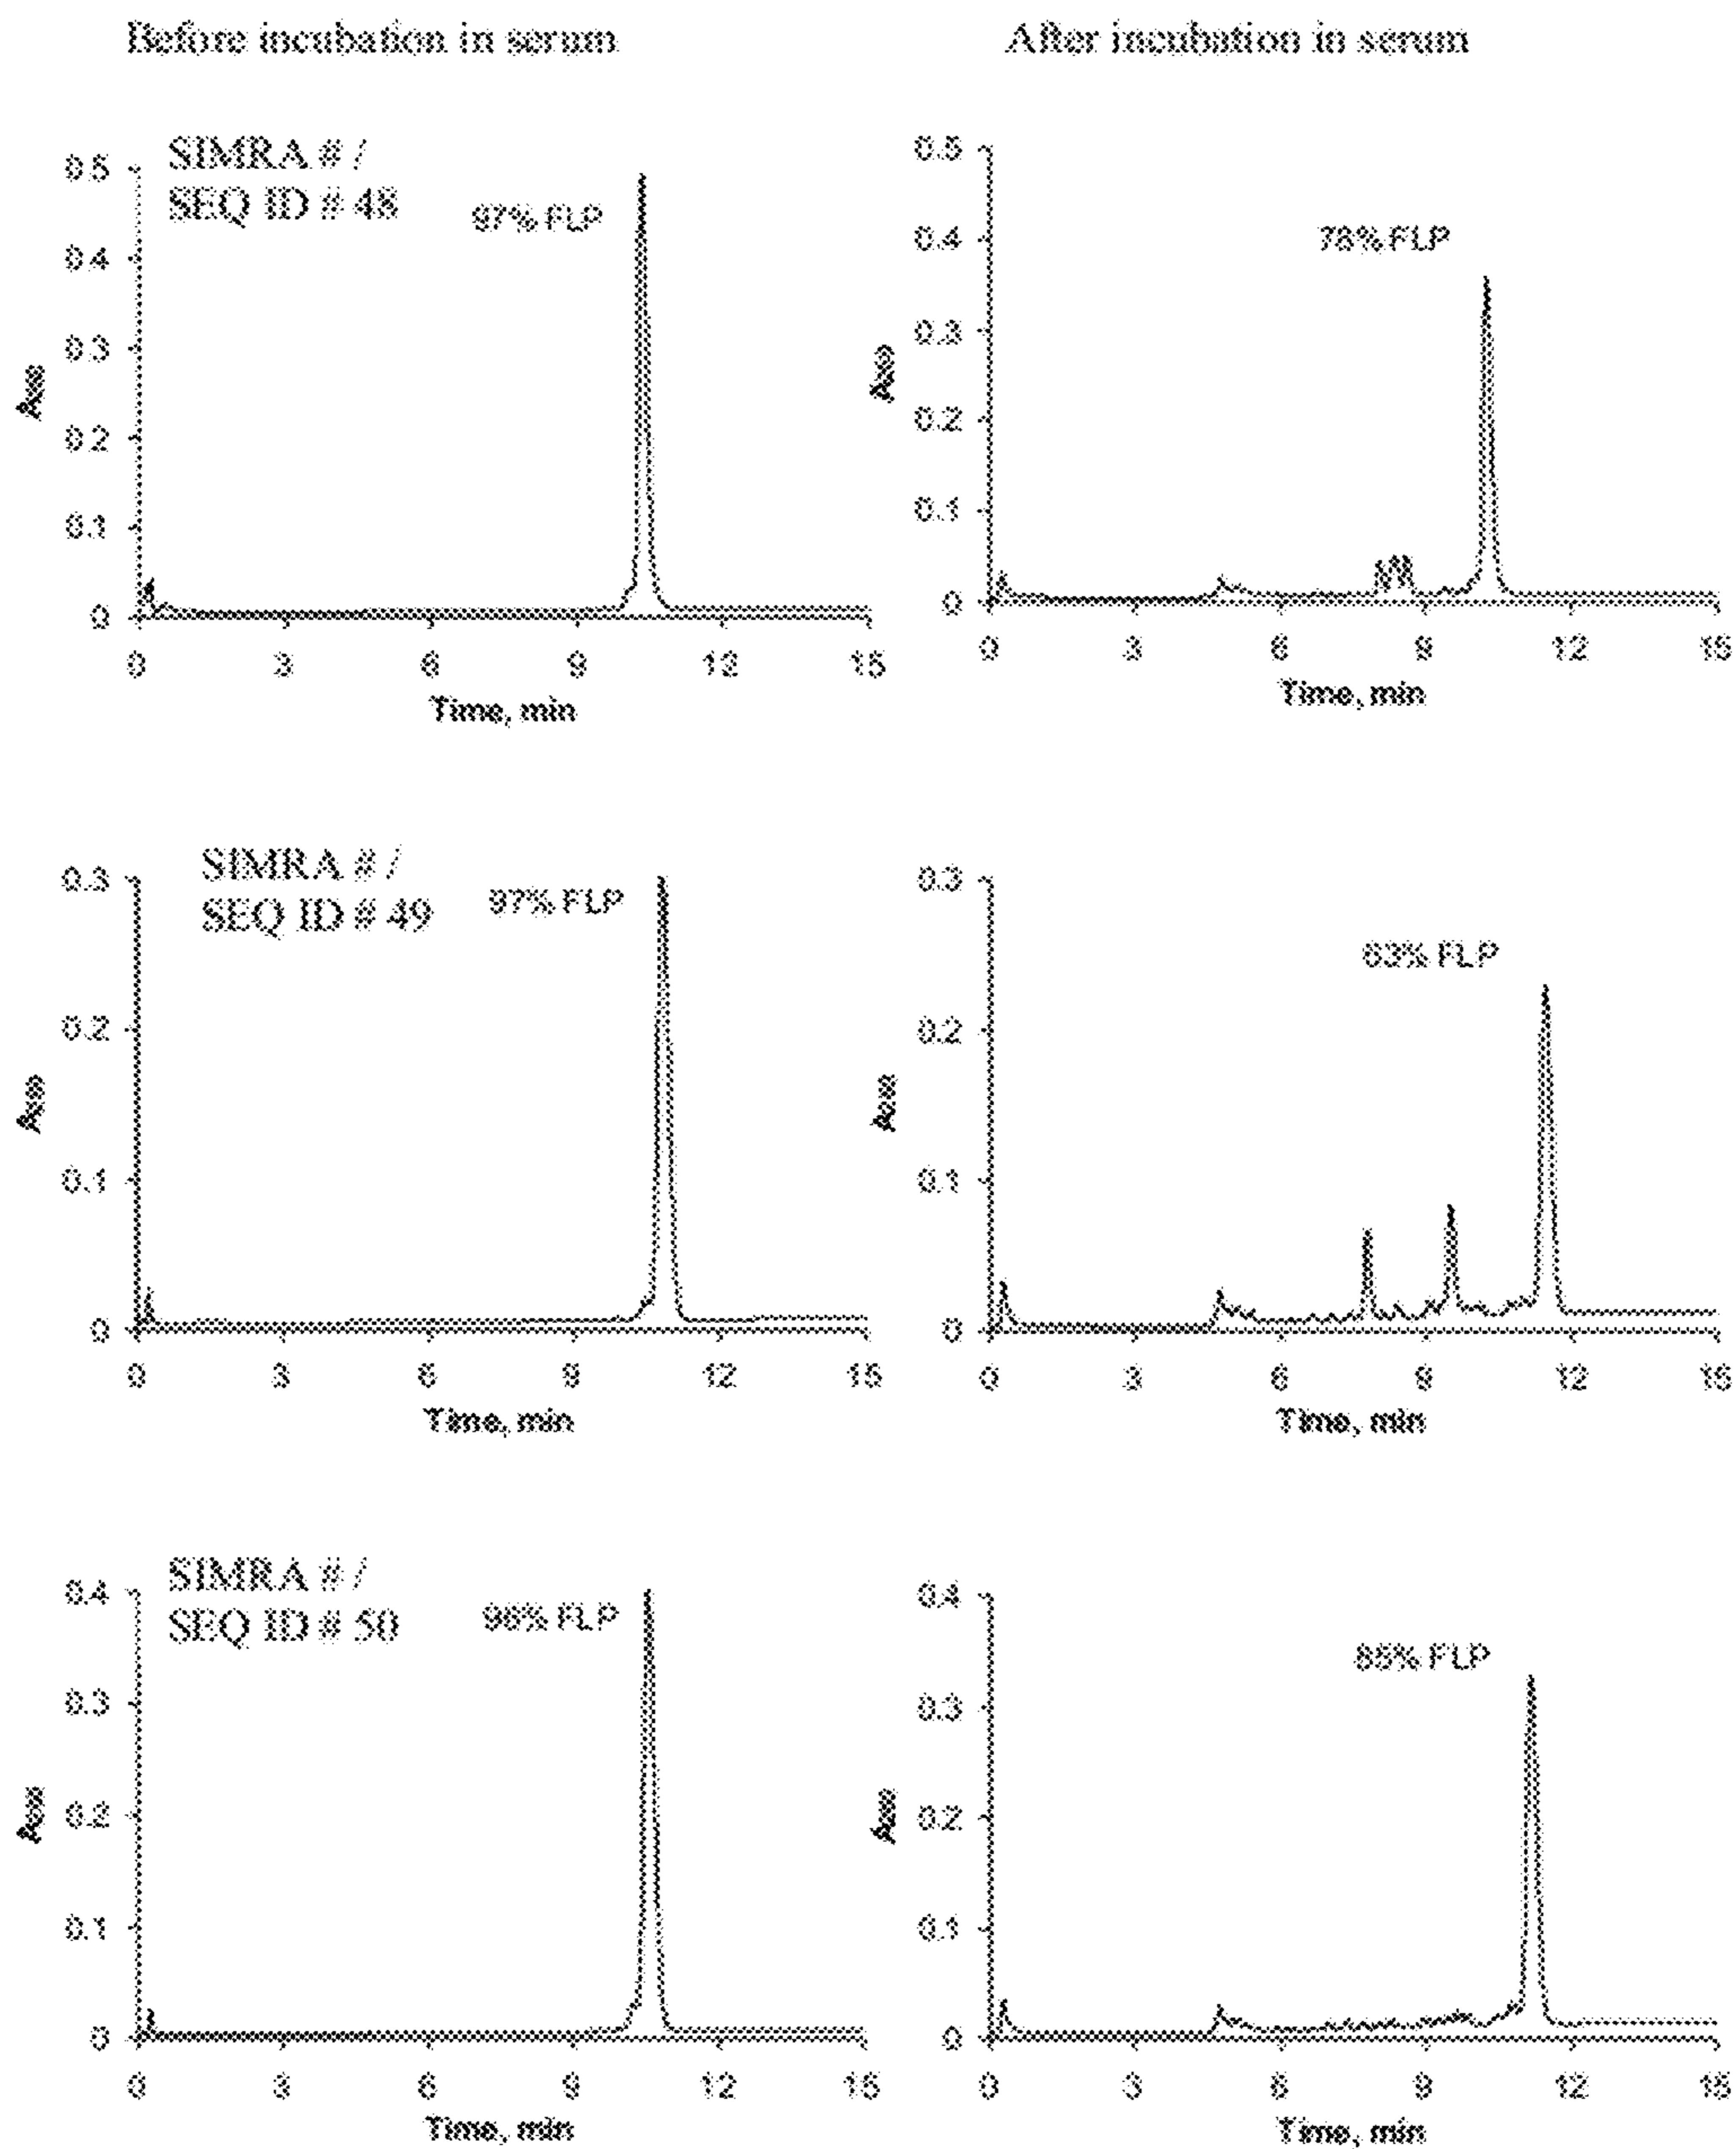 Before incubation in serum
After incubation in serum
SIMRA # /
SEQ ID # 48
97% FLP
0.5
0.4
0.3
0.2
0.1
0
0 3 6 9 12 15
Time, min
78% FLP
0.5
0.4
0.3
0.2
0.1
0
0 3 6 9 12 15
Time, min
SIMRA # /
SEQ ID # 49
97% FLP
0.3
0.2
0.1
0
0 3 6 9 12 15
Time, min
63% FLP
0.3
0.2
0.1
0
0 3 6 9 12 15
Time, min
SIMRA # /
SEQ ID # 50
FLP
0.4
0.3
0.2
0.1
0
0 3 6 9 12 15
Time, min
85% FLP
0.4
0.3
0.2
0.1
0
0 3 6 9 12 15
Time, min